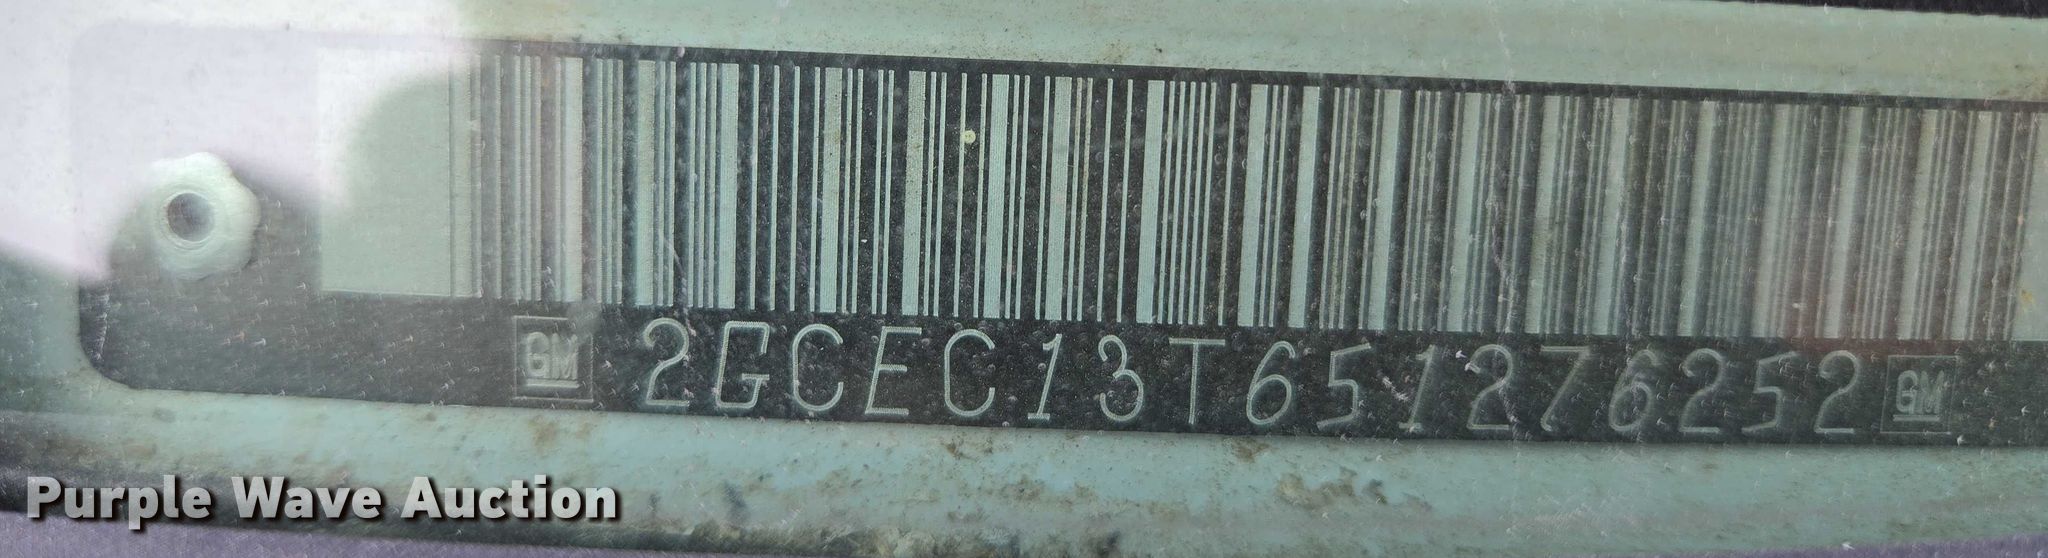 GM 2GCEC13T651276252 GM
Purple Wave Auction